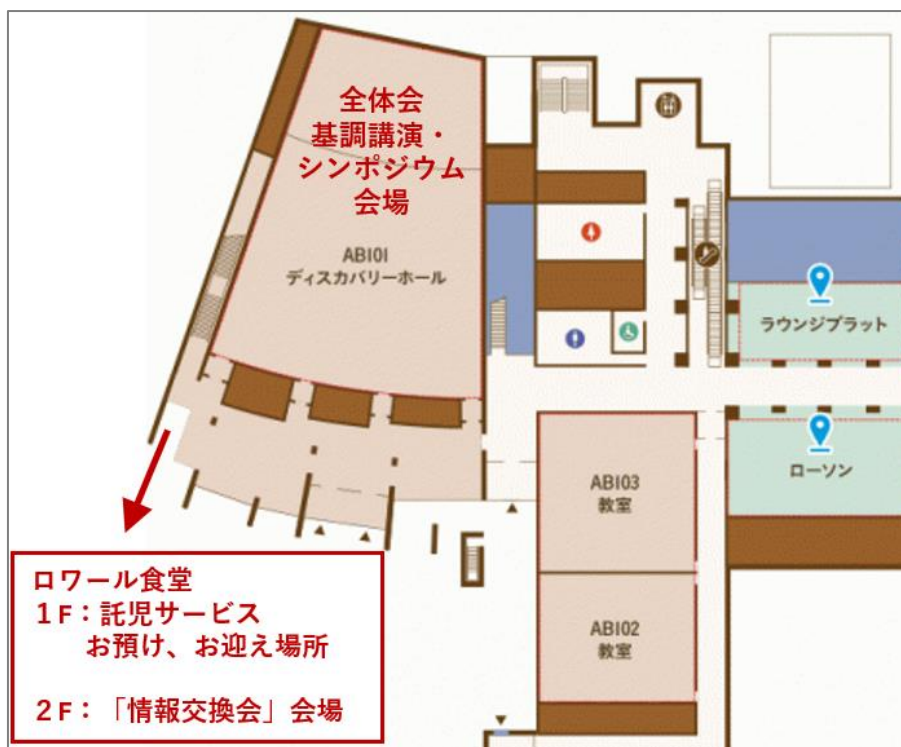 全体会
基調講演・
シンポジウム
会場
AB101
ディスカバリーホール
ラウンジプラット
ローソン
AB103
教室
AB102
教室
ロワール食堂
1F：託児サービス
お預け、お迎え場所
2F：「情報交換会」会場